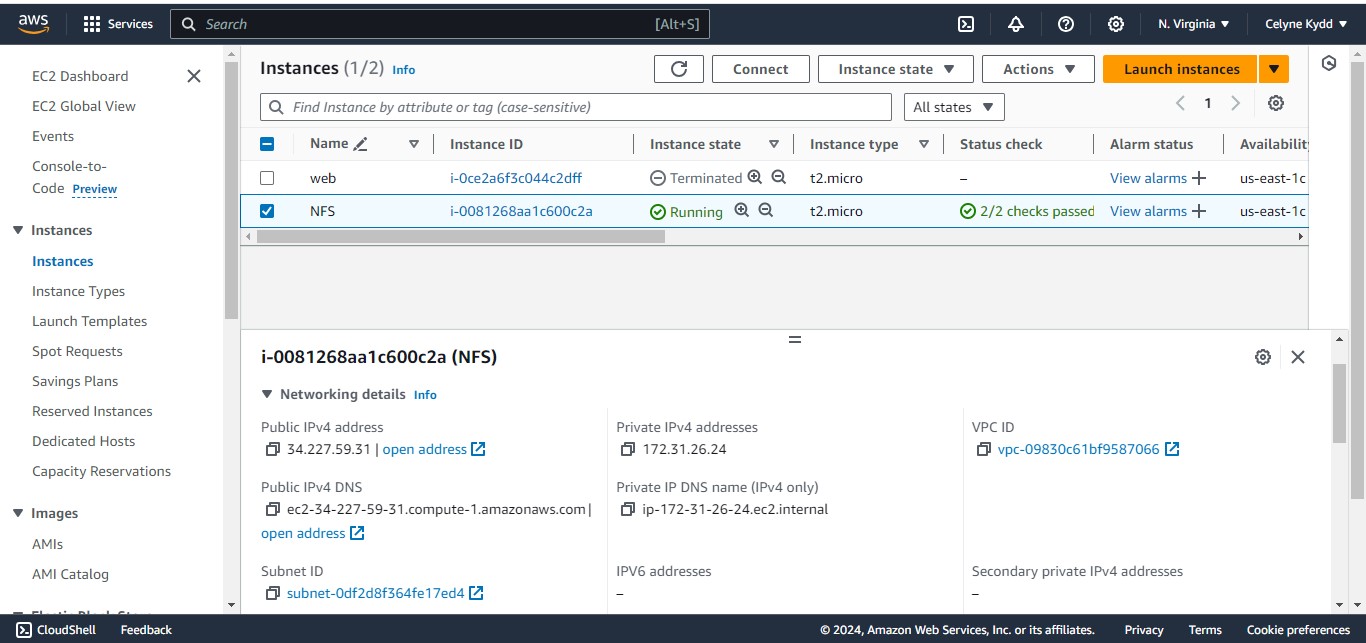 aws Services Search [Alt+S] N. Virginia Celyne Kydd
EC2 Dashboard
EC2 Global View
Events
Console-to-
Code Preview
Instances
Instances
Instance Types
Launch Templates
Spot Requests
Savings Plans
Reserved Instances
Dedicated Hosts
Capacity Reservations
Images
AMIs
AMI Catalog
Instances (1/2) Info Connect Instance state Actions Launch instances
Find Instance by attribute or tag (case-sensitive) All states 1
Name Instance ID Instance state Instance type Status check Alarm status Availability
web i-0ce2a6f3c044c2dff Terminated t2.micro – View alarms + us-east-1c
NFS i-0081268aa1c600c2a Running t2.micro 2/2 checks passed View alarms + us-east-1c
i-0081268aa1c600c2a (NFS)
Networking details Info
Public IPv4 address Private IPv4 addresses VPC ID
34.227.59.31 | open address 172.31.26.24 vpc-09830c61bf9587066
Public IPv4 DNS Private IP DNS name (IPv4 only)
ec2-34-227-59-31.compute-1.amazonaws.com | ip-172-31-26-24.ec2.internal
open address
Subnet ID IPV6 addresses Secondary private IPv4 addresses
subnet-0df2d8f364fe17ed4 – –
CloudShell Feedback © 2024, Amazon Web Services, Inc. or its affiliates. Privacy Terms Cookie preferences